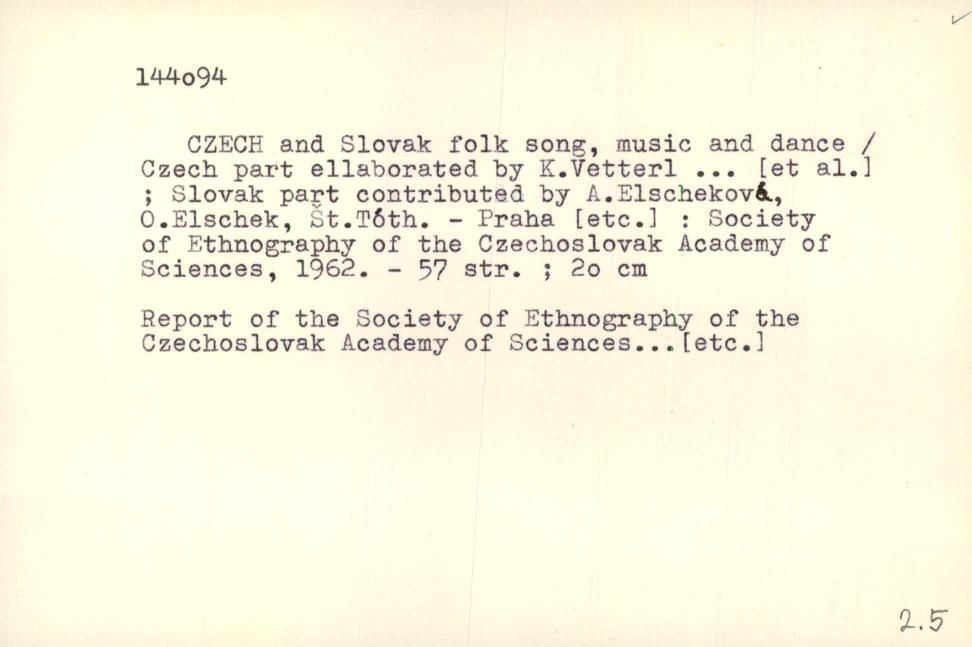 144o94
CZECH and Slovak folk song, music and dance /
Czech part ellaborated by K.Vetterl ... [et al.]
; Slovak part contributed by A.Elscheková,
O.Elschek, Št.Tóth. - Praha [etc.] : Society
of Ethnography of the Czechoslovak Academy of
Sciences, 1962. - 57 str. ; 2o cm
Report of the Society of Ethnography of the
Czechoslovak Academy of Sciences...[etc.]
2.5